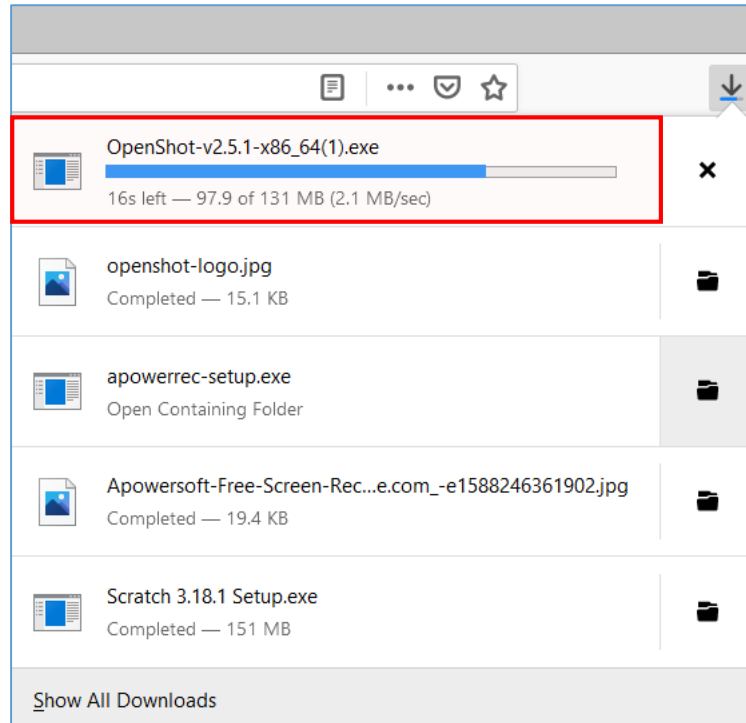 OpenShot-v2.5.1-x86_64(1).exe
16s left — 97.9 of 131 MB (2.1 MB/sec)
openshot-logo.jpg
Completed — 15.1 KB
apowerrec-setup.exe
Open Containing Folder
Apowersoft-Free-Screen-Rec...e.com_-e1588246361902.jpg
Completed — 19.4 KB
Scratch 3.18.1 Setup.exe
Completed — 151 MB
Show All Downloads